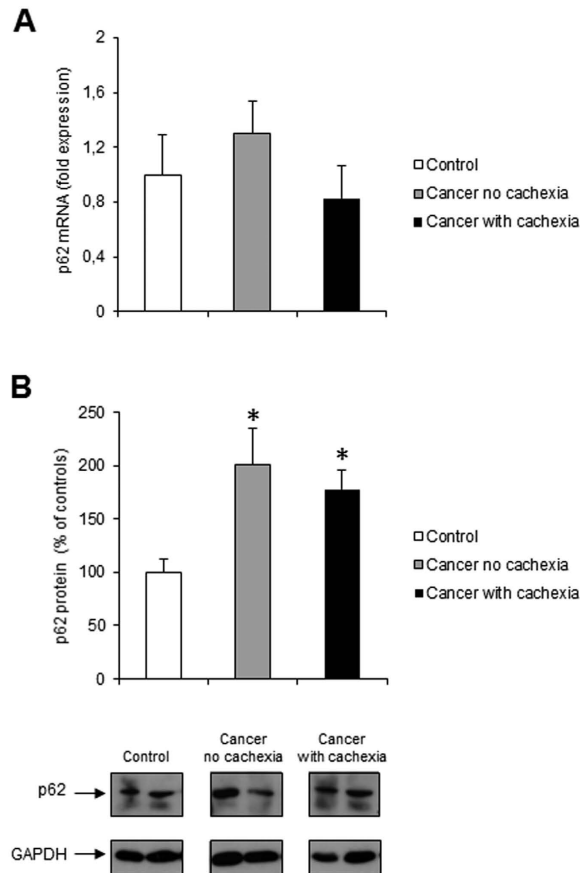 A
2
1,6
1,2
0,8
0,4
0
p62 mRNA (fold expression)
Control
Cancer no cachexia
Cancer with cachexia
B
250
200
150
100
50
0
p62 protein (% of controls)
*
*
Control
Cancer no cachexia
Cancer with cachexia
Control
Cancer
no cachexia
Cancer
with cachexia
p62
GAPDH